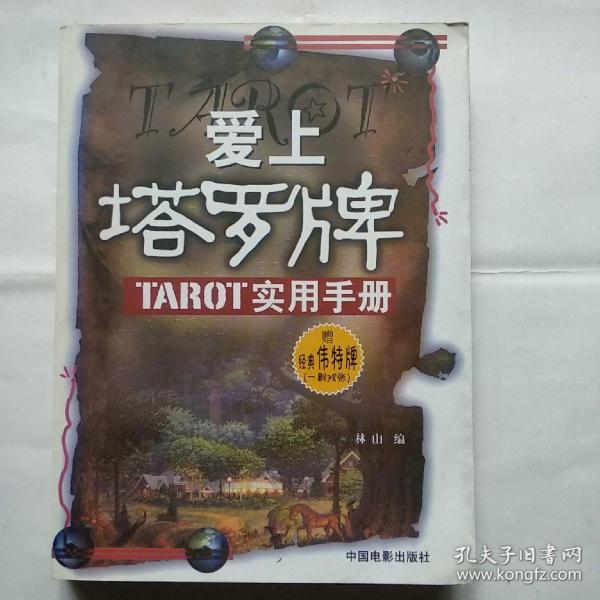 TAROT
爱上
塔罗牌
TAROT实用手册
赠
经典伟特牌
(一副78张)
林山 编
中国电影出版社
孔夫子旧书网
www.kongfz.com